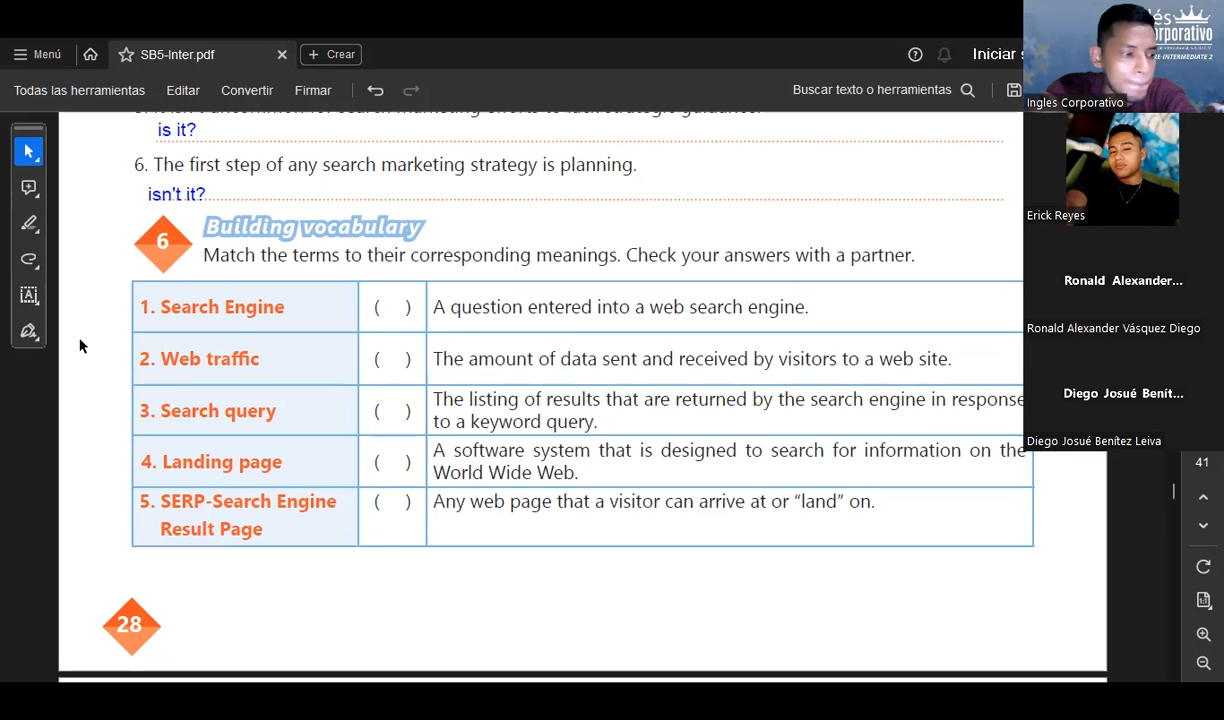 Menú
SB5-Inter.pdf
Crear
Iniciar s
Todas las herramientas
Editar
Convertir
Firmar
Buscar texto o herramientas
is it?
6. The first step of any search marketing strategy is planning.
isn't it?
6
Building vocabulary
Match the terms to their corresponding meanings. Check your answers with a partner.
1. Search Engine ( ) A question entered into a web search engine.
2. Web traffic ( ) The amount of data sent and received by visitors to a web site.
3. Search query ( ) The listing of results that are returned by the search engine in response
to a keyword query.
4. Landing page ( ) A software system that is designed to search for information on the
World Wide Web.
5. SERP-Search Engine ( ) Any web page that a visitor can arrive at or “land” on.
Result Page
28
41
Ingles Corporativo
Erick Reyes
Ronald Alexander...
Ronald Alexander Vásquez Diego
Diego Josué Benít...
Diego Josué Benítez Leiva